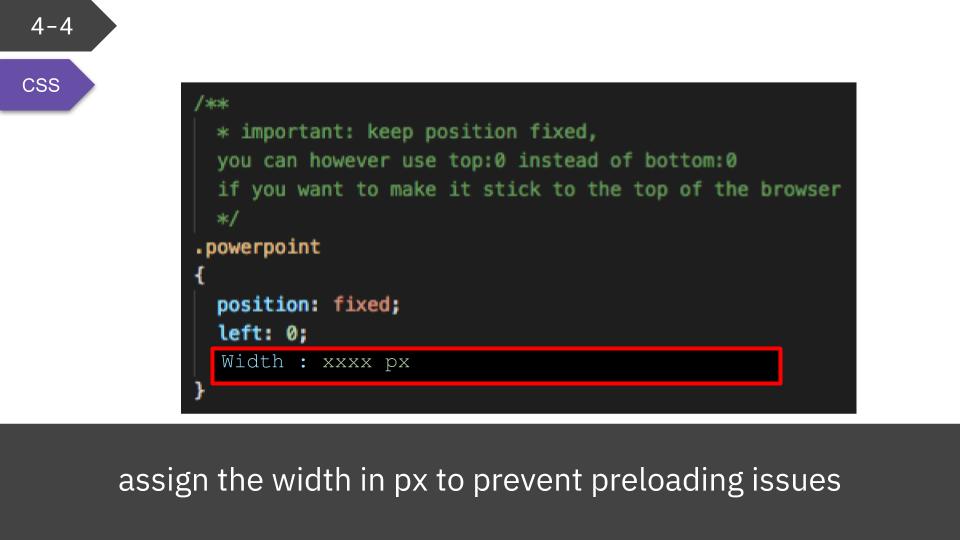 4-4
CSS
/**
* important: keep position fixed,
you can however use top:0 instead of bottom:0
if you want to make it stick to the top of the browser
*/
.powerpoint
{
position: fixed;
left: 0;
Width : xxxx px
}
assign the width in px to prevent preloading issues